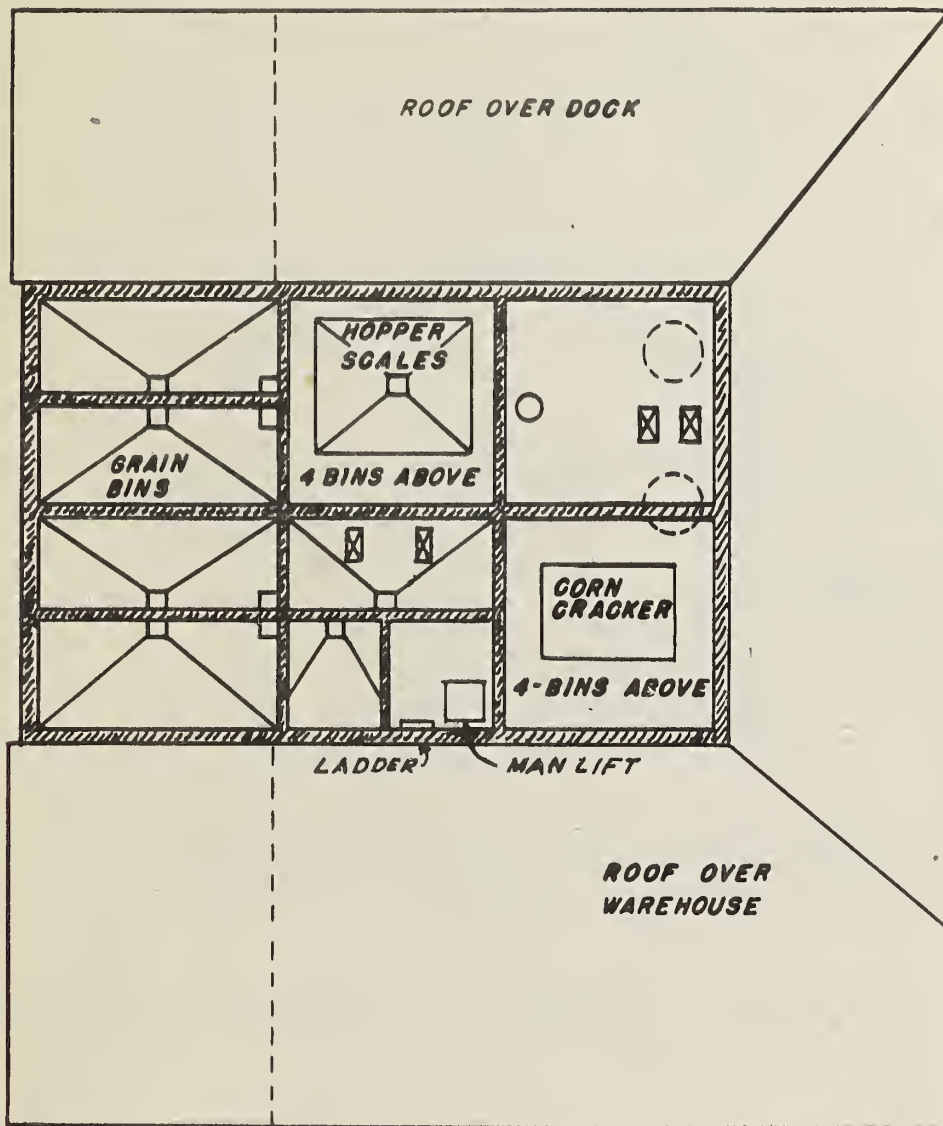 ROOF OVER DOCK
HOPPER
SCALES
4 BINS ABOVE
GRAIN
BINS
CORN
CRACKER
4-BINS ABOVE
LADDER
MAN LIFT
ROOF OVER
WAREHOUSE